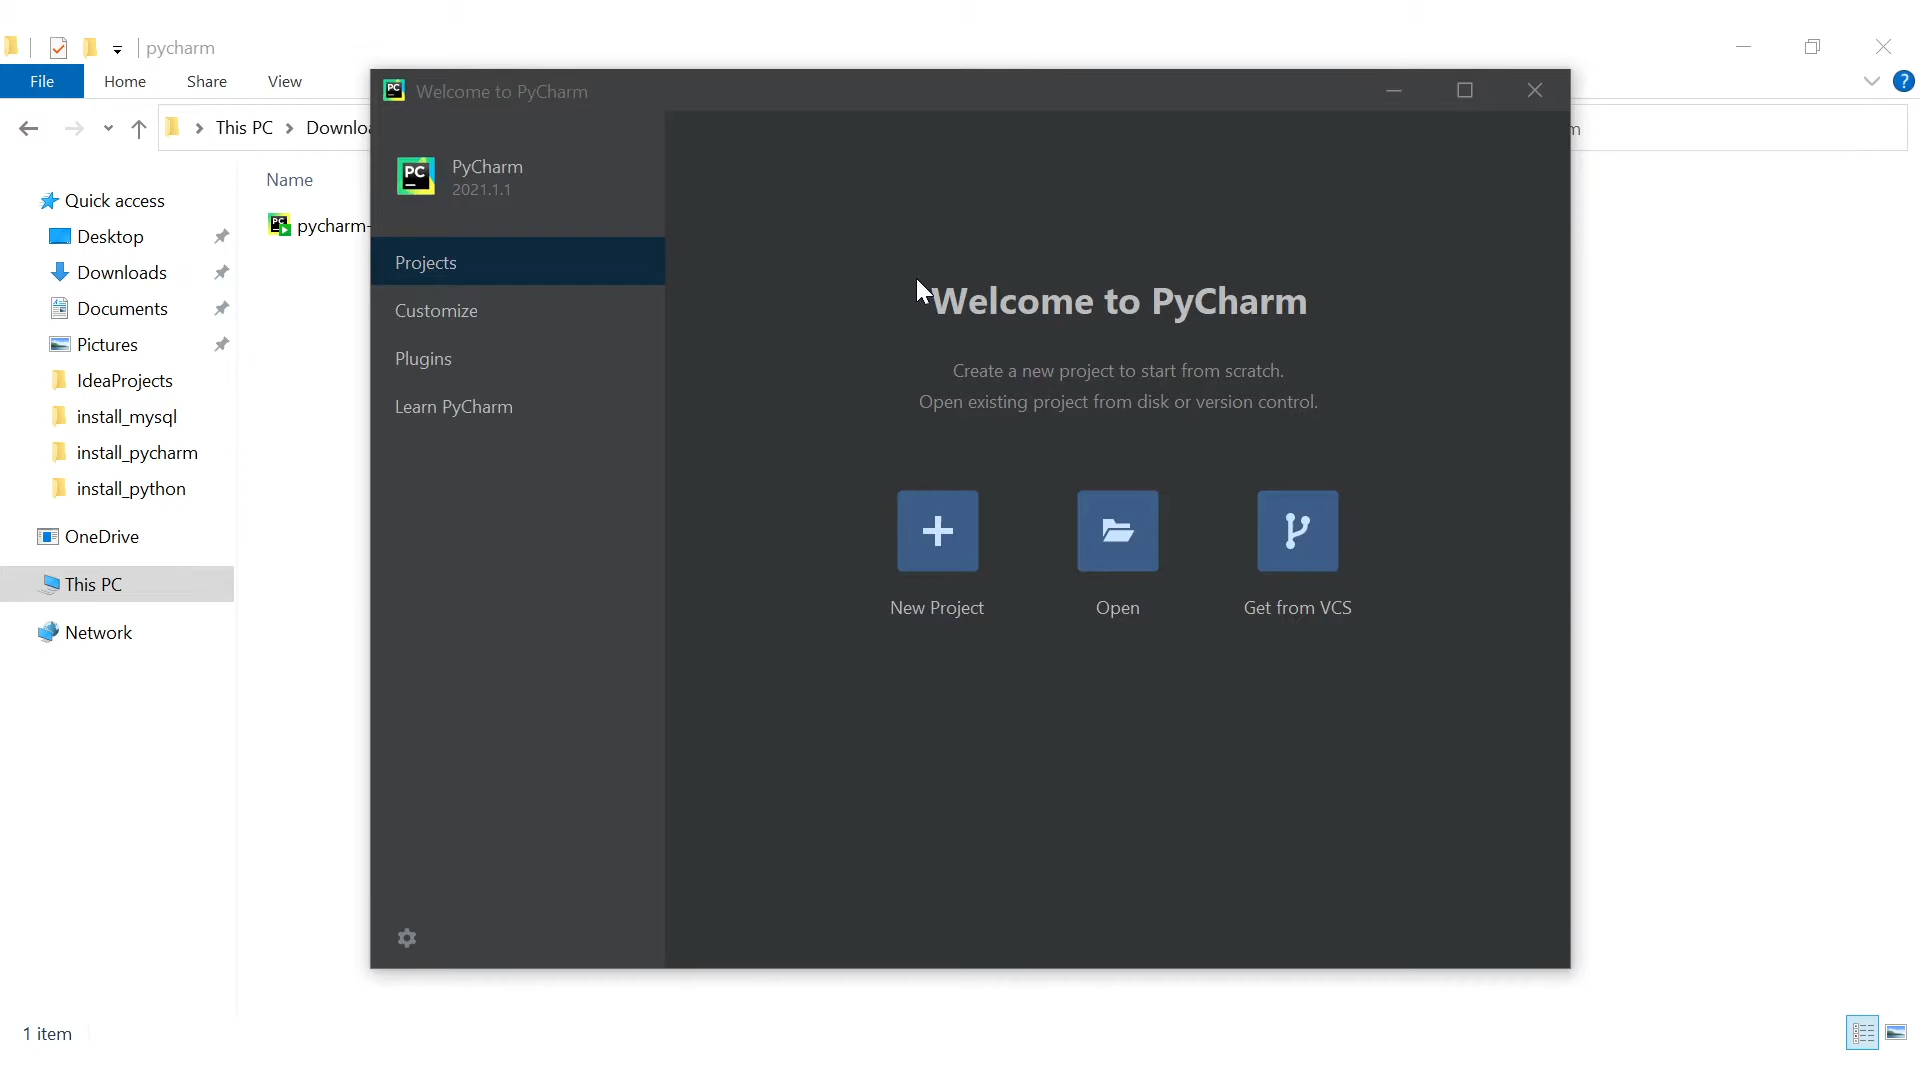 pycharm
File Home Share View
This PC Downloa
Quick access
Desktop
Downloads
Documents
Pictures
IdeaProjects
install_mysql
install_pycharm
install_python
OneDrive
This PC
Network
Name
pycharm-
1 item
PC Welcome to PyCharm
PC PyCharm
2021.1.1
Projects
Customize
Plugins
Learn PyCharm
Welcome to PyCharm
Create a new project to start from scratch.
Open existing project from disk or version control.
New Project Open Get from VCS
m
?